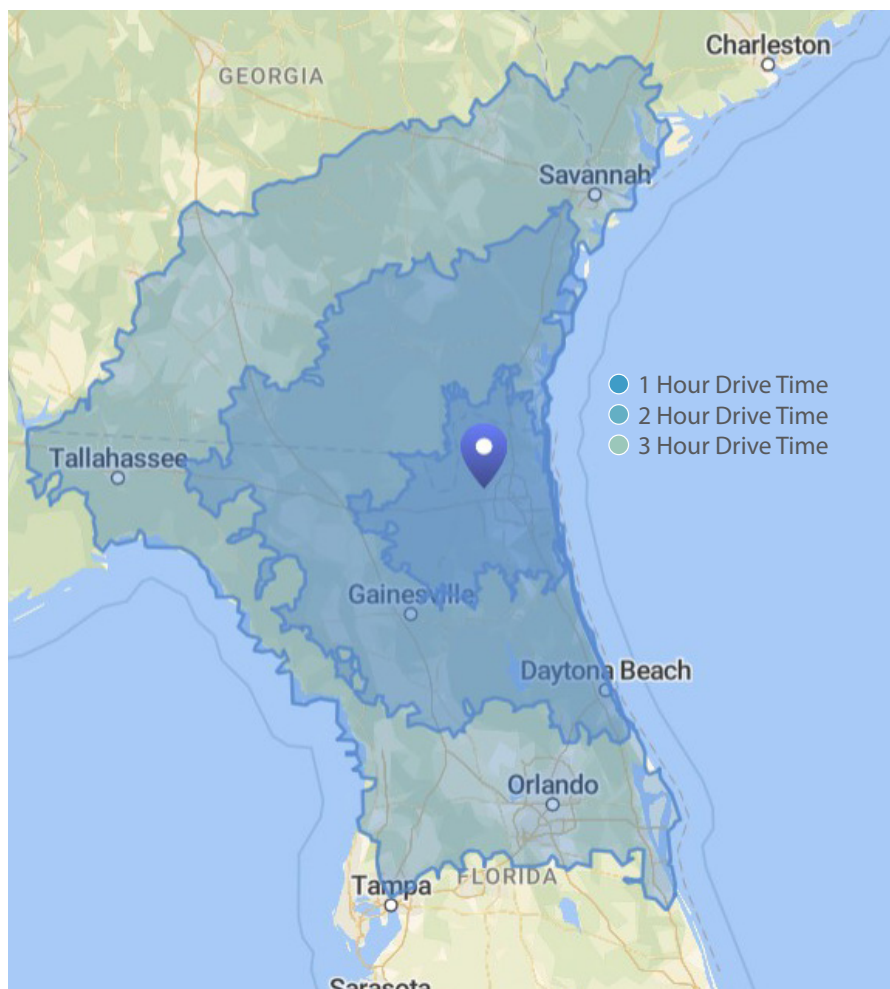 Charleston
GEORGIA
Savannah
1 Hour Drive Time
2 Hour Drive Time
3 Hour Drive Time
Tallahassee
Gainesville
Daytona Beach
Orlando
FLORIDA
Tampa
Sarasota